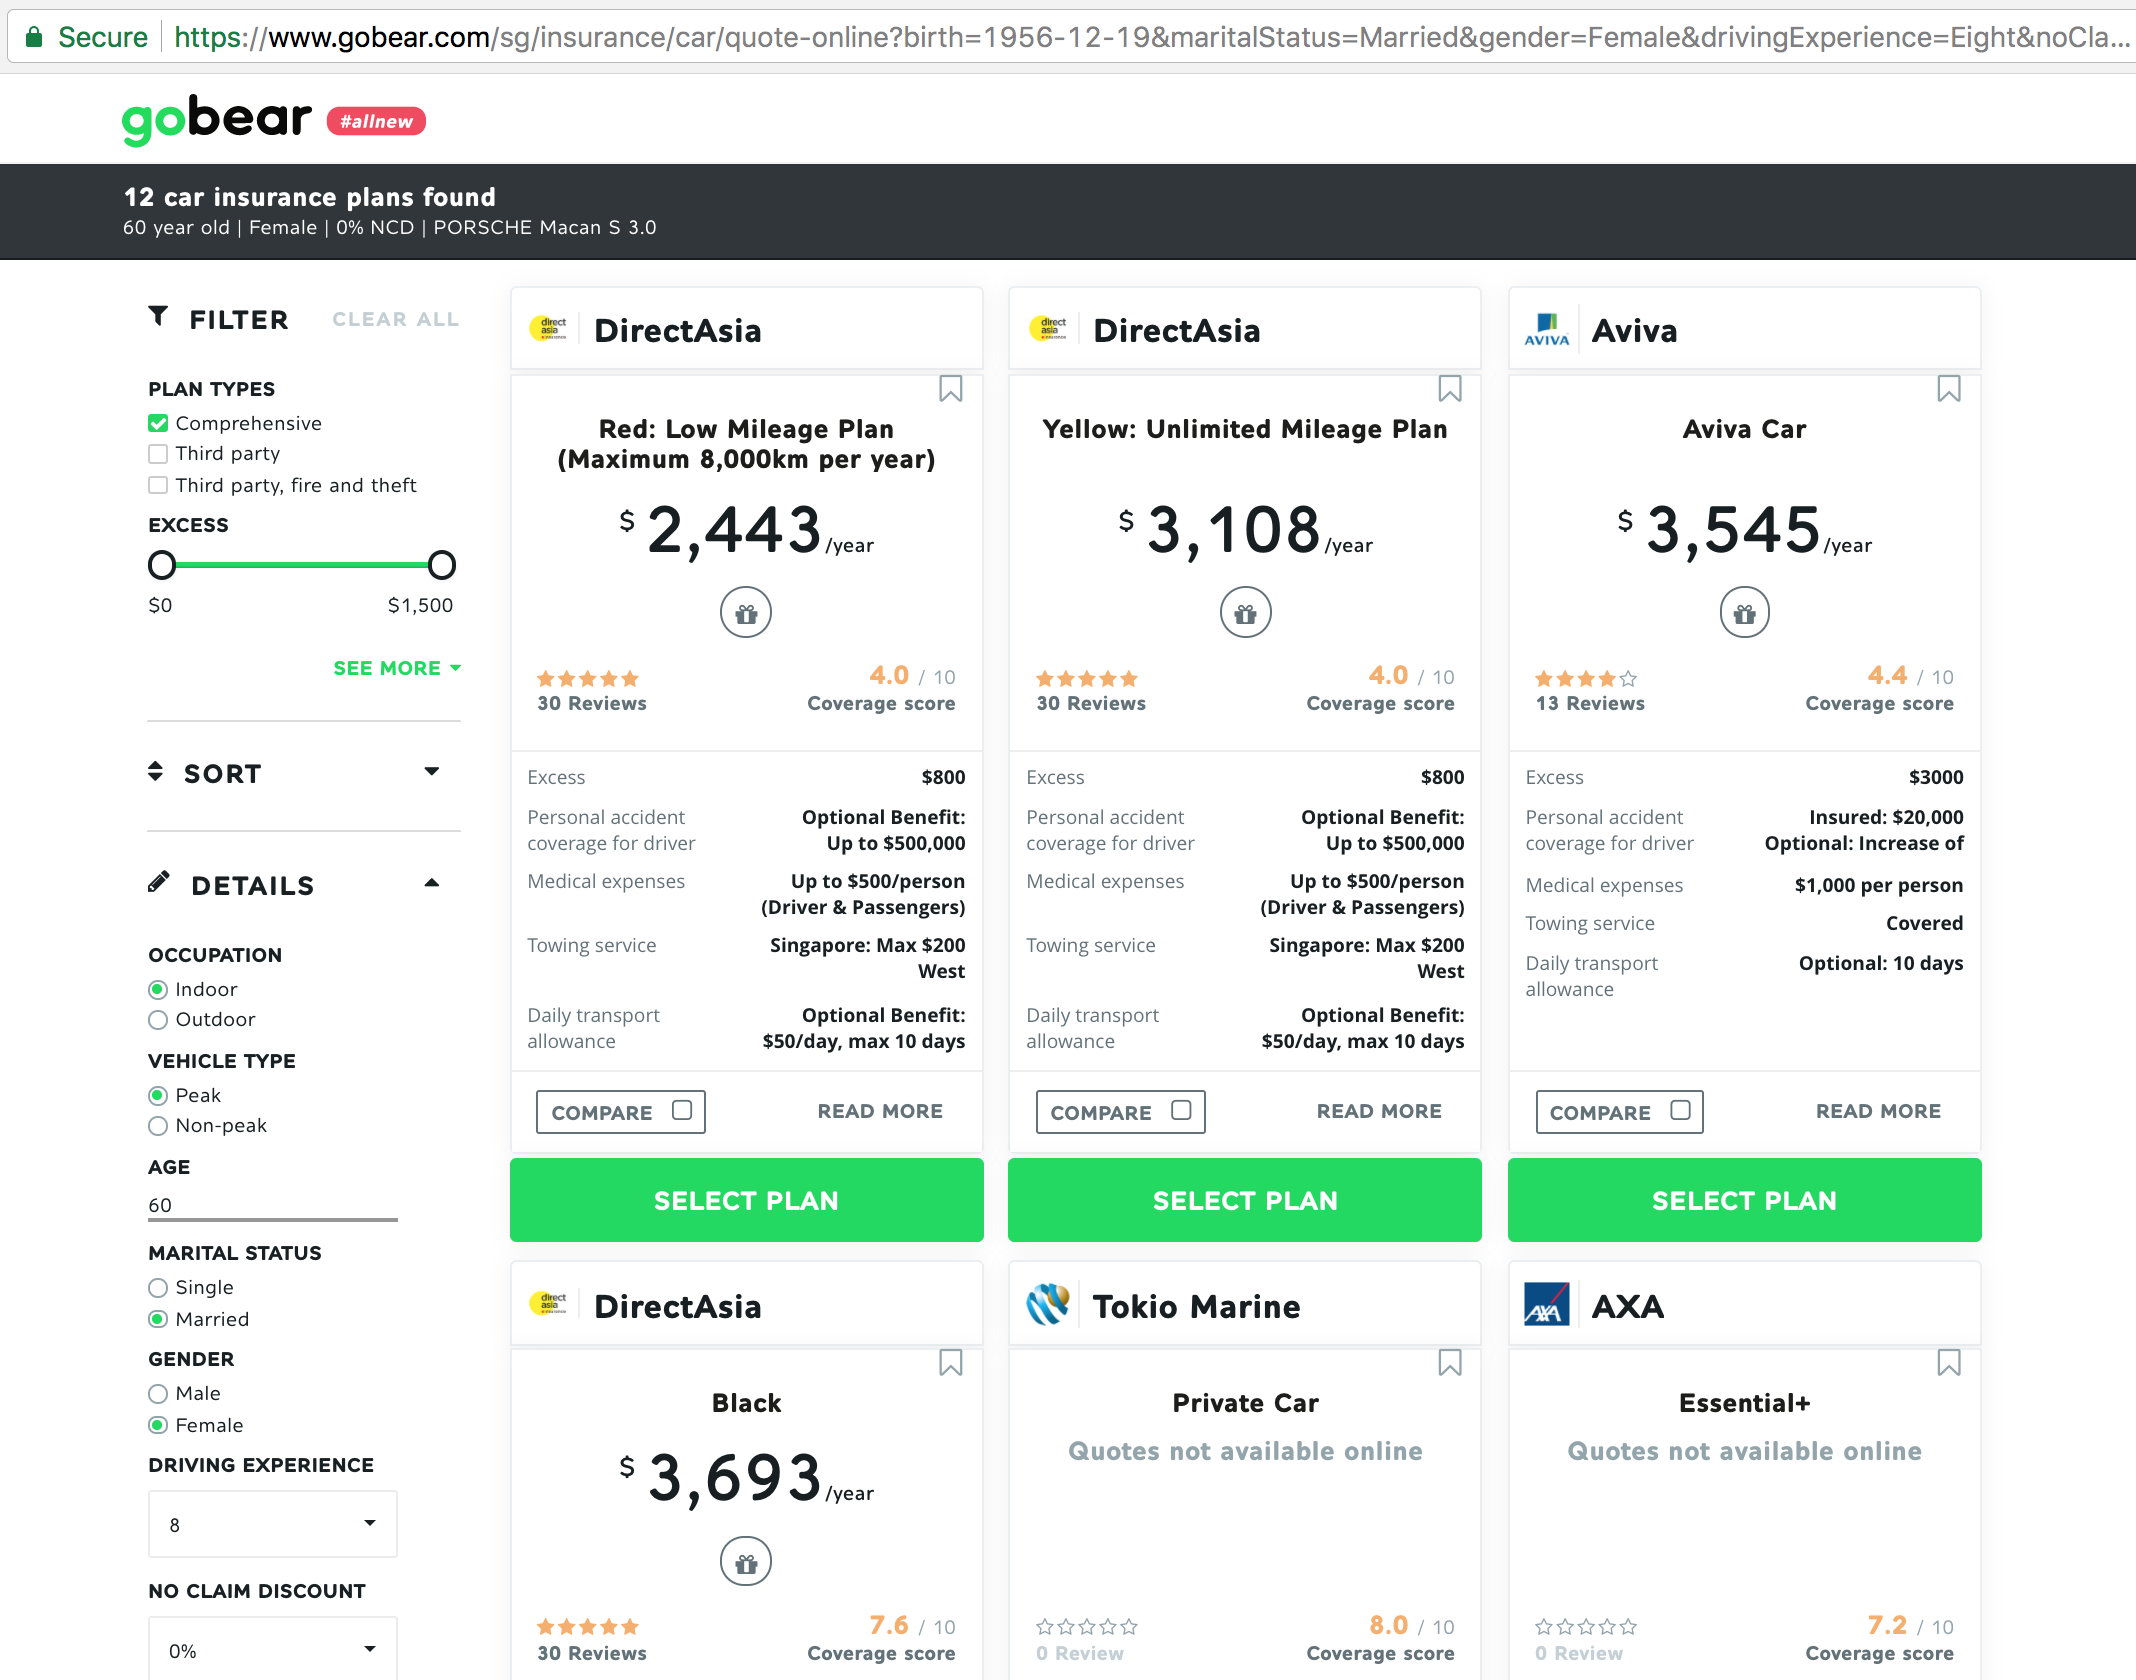 Secure https://www.gobear.com/sg/insurance/car/quote-online?birth=1956-12-19&maritalStatus=Married&gender=Female&drivingExperience=Eight&noCla...
gobear #allnew
12 car insurance plans found
60 year old | Female | 0% NCD | PORSCHE Macan S 3.0
FILTER CLEAR ALL
PLAN TYPES
Comprehensive
Third party
Third party, fire and theft
EXCESS
$0 $1,500
SEE MORE
SORT
DETAILS
OCCUPATION
Indoor
Outdoor
VEHICLE TYPE
Peak
Non-peak
AGE
60
MARITAL STATUS
Single
Married
GENDER
Male
Female
DRIVING EXPERIENCE
8
NO CLAIM DISCOUNT
0%
direct asia DirectAsia
Red: Low Mileage Plan
(Maximum 8,000km per year)
$ 2,443 /year
4.0 / 10
30 Reviews Coverage score
Excess $800
Personal accident Optional Benefit:
coverage for driver Up to $500,000
Medical expenses Up to $500/person
(Driver & Passengers)
Towing service Singapore: Max $200
West
Daily transport Optional Benefit:
allowance $50/day, max 10 days
COMPARE READ MORE
SELECT PLAN
direct asia DirectAsia
Yellow: Unlimited Mileage Plan
$ 3,108 /year
4.0 / 10
30 Reviews Coverage score
Excess $800
Personal accident Optional Benefit:
coverage for driver Up to $500,000
Medical expenses Up to $500/person
(Driver & Passengers)
Towing service Singapore: Max $200
West
Daily transport Optional Benefit:
allowance $50/day, max 10 days
COMPARE READ MORE
SELECT PLAN
AVIVA Aviva
Aviva Car
$ 3,545 /year
4.4 / 10
13 Reviews Coverage score
Excess $3000
Personal accident Insured: $20,000
coverage for driver Optional: Increase of
Medical expenses $1,000 per person
Towing service Covered
Daily transport Optional: 10 days
allowance
COMPARE READ MORE
SELECT PLAN
direct asia DirectAsia
Black
$ 3,693 /year
7.6 / 10
30 Reviews Coverage score
Tokio Marine
Private Car
Quotes not available online
8.0 / 10
0 Review Coverage score
AXA AXA
Essential+
Quotes not available online
7.2 / 10
0 Review Coverage score